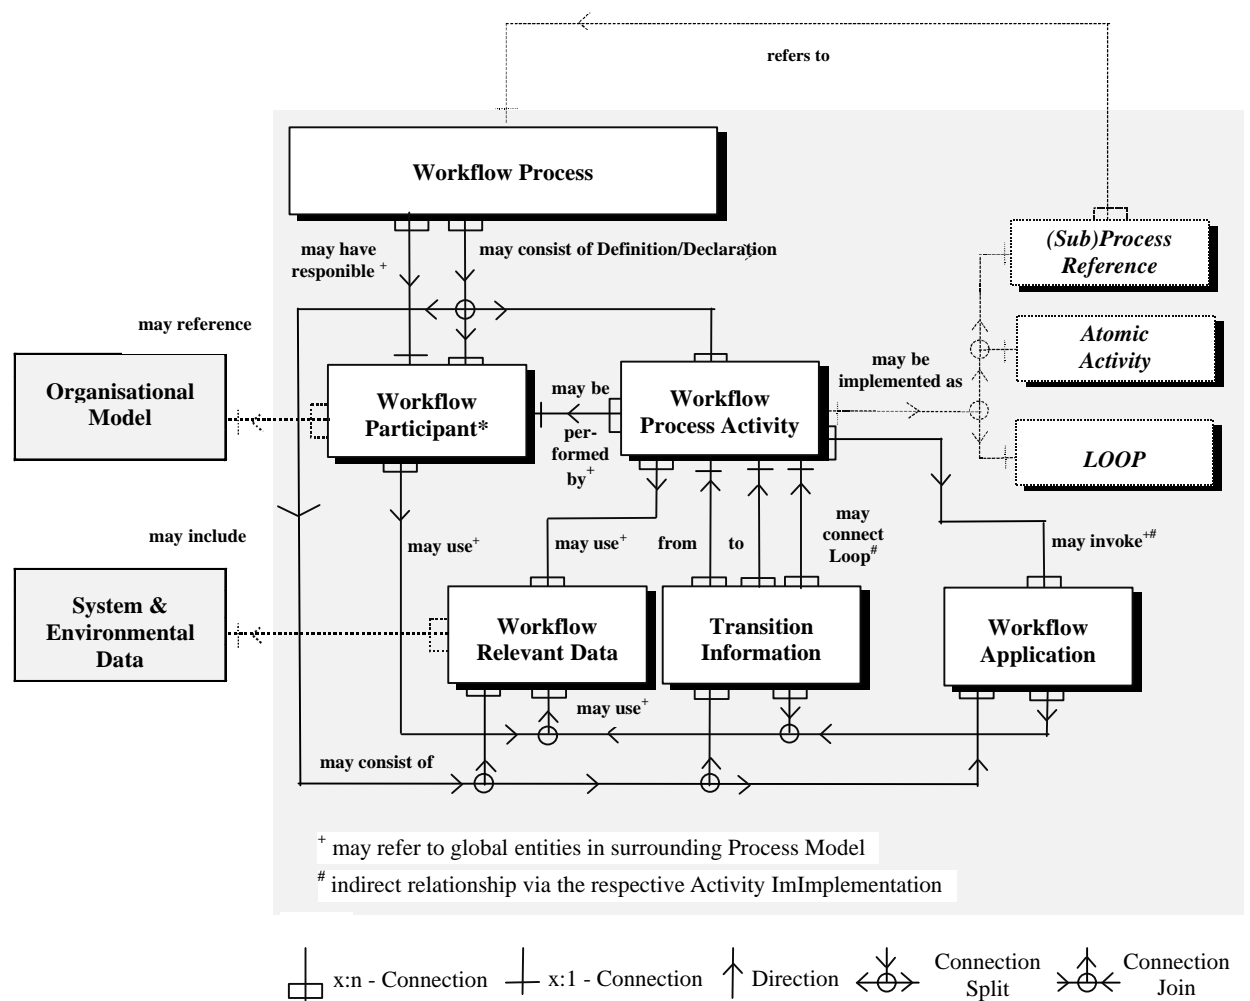 refers to
Workflow Process
may have
responible +
may consist of Definition/Declaration
(Sub)Process
Reference
may reference
Organisational
Model
Workflow
Participant*
may be
per-
formed
by+
Workflow
Process Activity
may be
implemented as
Atomic
Activity
LOOP
may include
may use+
may use+
from
to
may
connect
Loop#
may invoke+#
System &
Environmental
Data
Workflow
Relevant Data
Transition
Information
Workflow
Application
may use+
may consist of
+ may refer to global entities in surrounding Process Model
# indirect relationship via the respective Activity ImImplementation
x:n - Connection
x:1 - Connection
Direction
Connection
Split
Connection
Join